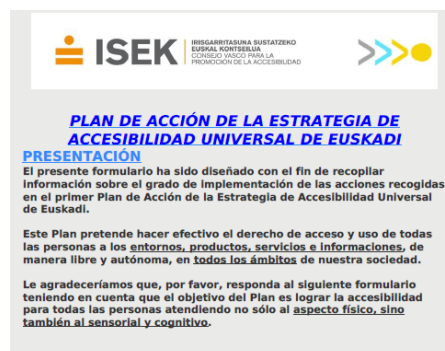 ISEK
IRISGARRITASUNA SUSTATZEKO
EUSKAL KONTSEILUA
CONSEJO VASCO PARA LA
PROMOCIÓN DE LA ACCESIBILIDAD
PLAN DE ACCIÓN DE LA ESTRATEGIA DE
ACCESIBILIDAD UNIVERSAL DE EUSKADI
PRESENTACIÓN
El presente formulario ha sido diseñado con el fin de recopilar
información sobre el grado de implementación de las acciones recogidas
en el primer Plan de Acción de la Estrategia de Accesibilidad Universal
de Euskadi.
Este Plan pretende hacer efectivo el derecho de acceso y uso de todas
las personas a los entornos, productos, servicios e informaciones, de
manera libre y autónoma, en todos los ámbitos de nuestra sociedad.
Le agradeceríamos que, por favor, responda al siguiente formulario
teniendo en cuenta que el objetivo del Plan es lograr la accesibilidad
para todas las personas atendiendo no sólo al aspecto físico, sino
también al sensorial y cognitivo.